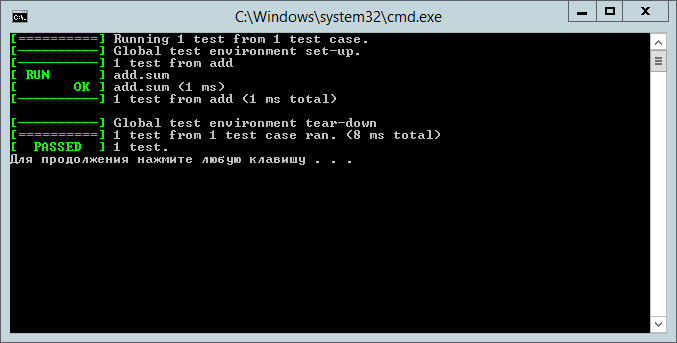 C:\Windows\system32\cmd.exe
[==========] Running 1 test from 1 test case.
[----------] Global test environment set-up.
[----------] 1 test from add
[ RUN      ] add.sum
[       OK ] add.sum (1 ms)
[----------] 1 test from add (1 ms total)
[----------] Global test environment tear-down
[==========] 1 test from 1 test case ran. (8 ms total)
[  PASSED  ] 1 test.
Для продолжения нажмите любую клавишу . . .